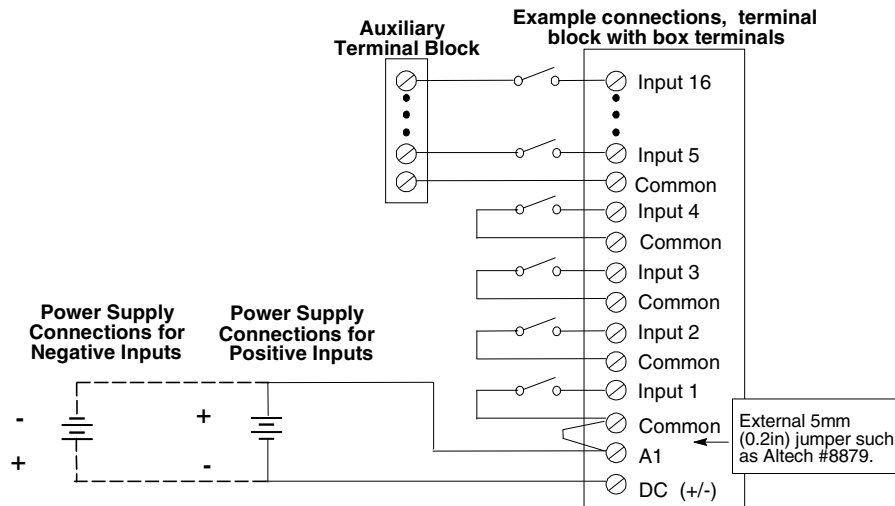 Auxiliary
Terminal Block
Example connections, terminal
block with box terminals
Input 16
Input 5
Common
Input 4
Common
Input 3
Common
Input 2
Common
Input 1
Common
A1
DC (+/-)
External 5mm
(0.2in) jumper such
as Altech #8879.
Power Supply
Connections for
Negative Inputs
Power Supply
Connections for
Positive Inputs
-
+
+
-